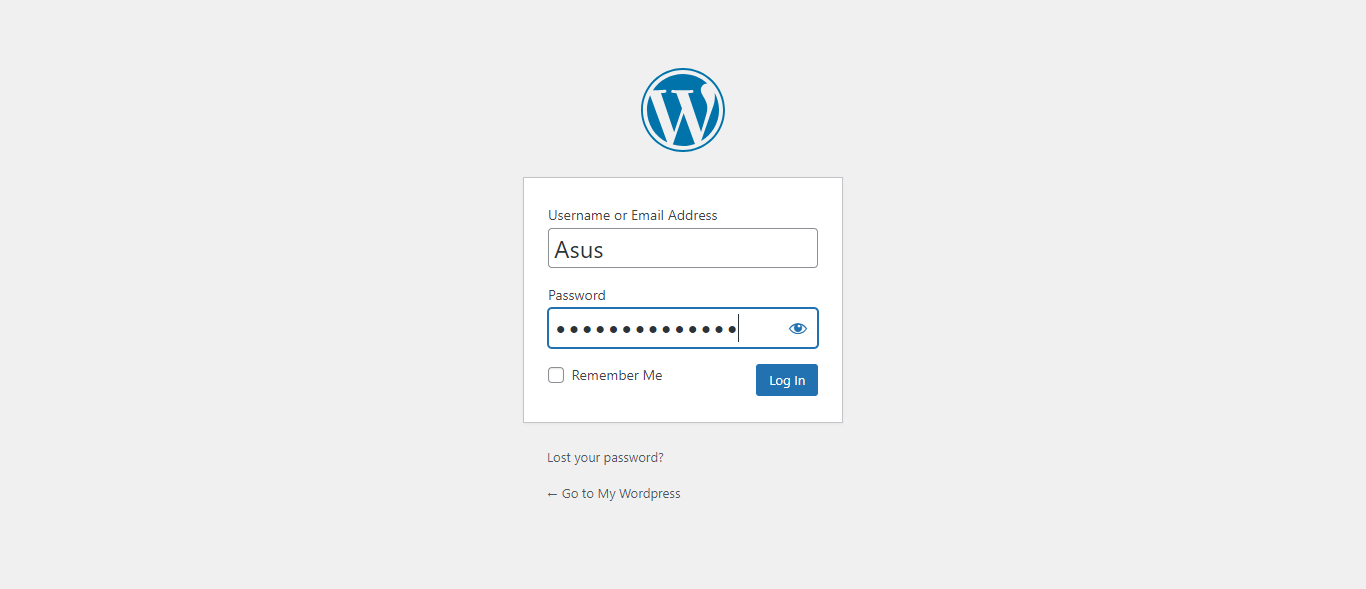 Username or Email Address
Asus
Password
••••••••••••••
Remember Me
Log In
Lost your password?
← Go to My Wordpress